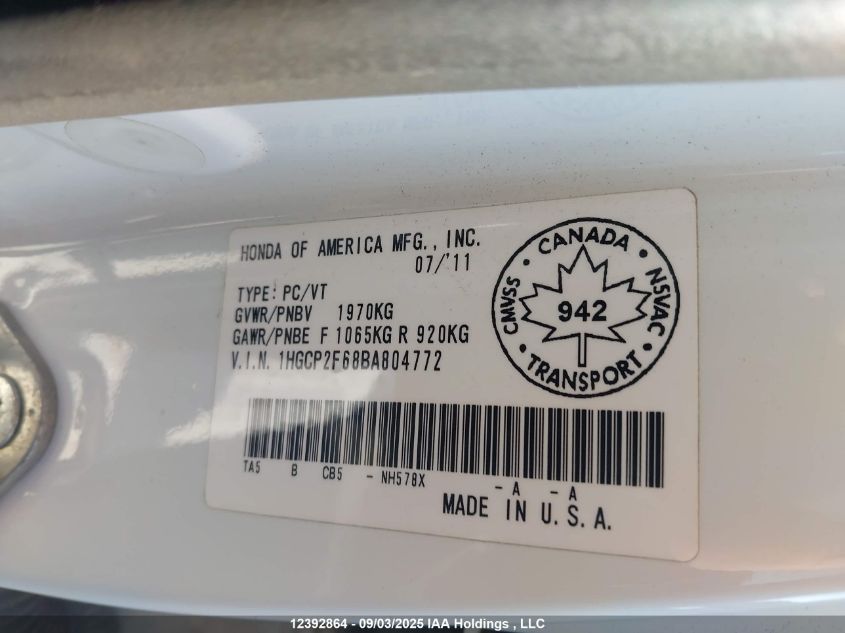 HONDA OF AMERICA MFG., INC.
07/'11
TYPE: PC/VT
GVWR/PNBV 1970KG
GAWR/PNBE F 1065KG R 920KG
V.I.N. 1HGCP2F68BA804772
CANADA
CMVSS
942
NSVAC
TRANSPORT
TA5 B CB5 - NH578X - A - A
MADE IN U.S.A.
12392864 - 09/03/2025 IAA Holdings , LLC